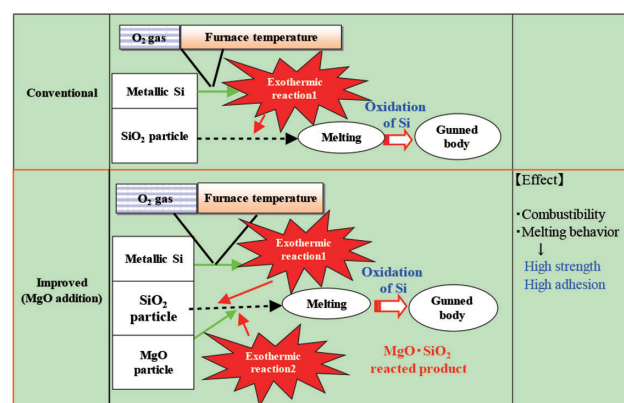 O₂ gas
Furnace temperature
Conventional
Metallic Si
SiO₂ particle
Exothermic
reaction1
Melting
Oxidation
of Si
Gunned
body
Improved
(MgO addition)
O₂ gas
Furnace temperature
Metallic Si
SiO₂
particle
MgO
particle
Exothermic
reaction1
Melting
Exothermic
reaction2
Oxidation
of Si
Gunned
body
MgO・SiO₂
reacted product
【Effect】
・Combustibility
・Melting behavior
↓
High strength
High adhesion